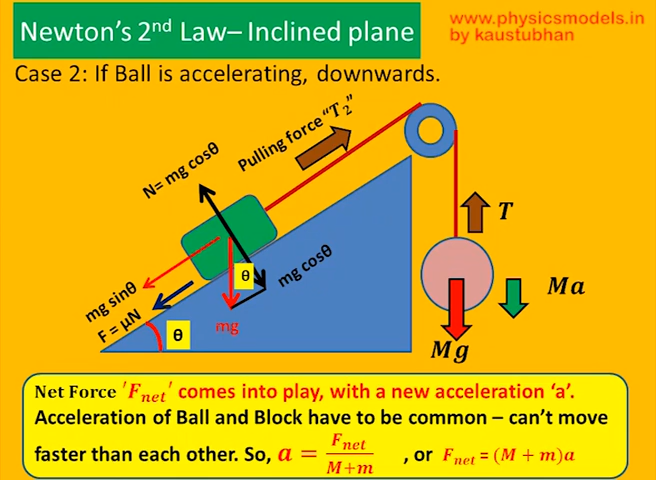 www.physicsmodels.in
by kaustubhan
Newton's 2nd Law– Inclined plane
Case 2: If Ball is accelerating, downwards.
Pulling force "T₂"
N= mg cosθ
T
θ
mg cosθ
mg sinθ
Ma
F = μN
mg
θ
Mg
Net Force 'Fₙₑₜ' comes into play, with a new acceleration 'a'.
Acceleration of Ball and Block have to be common – can't move
faster than each other. So, a = Fₙₑₜ / M+m , or Fₙₑₜ = (M + m)a